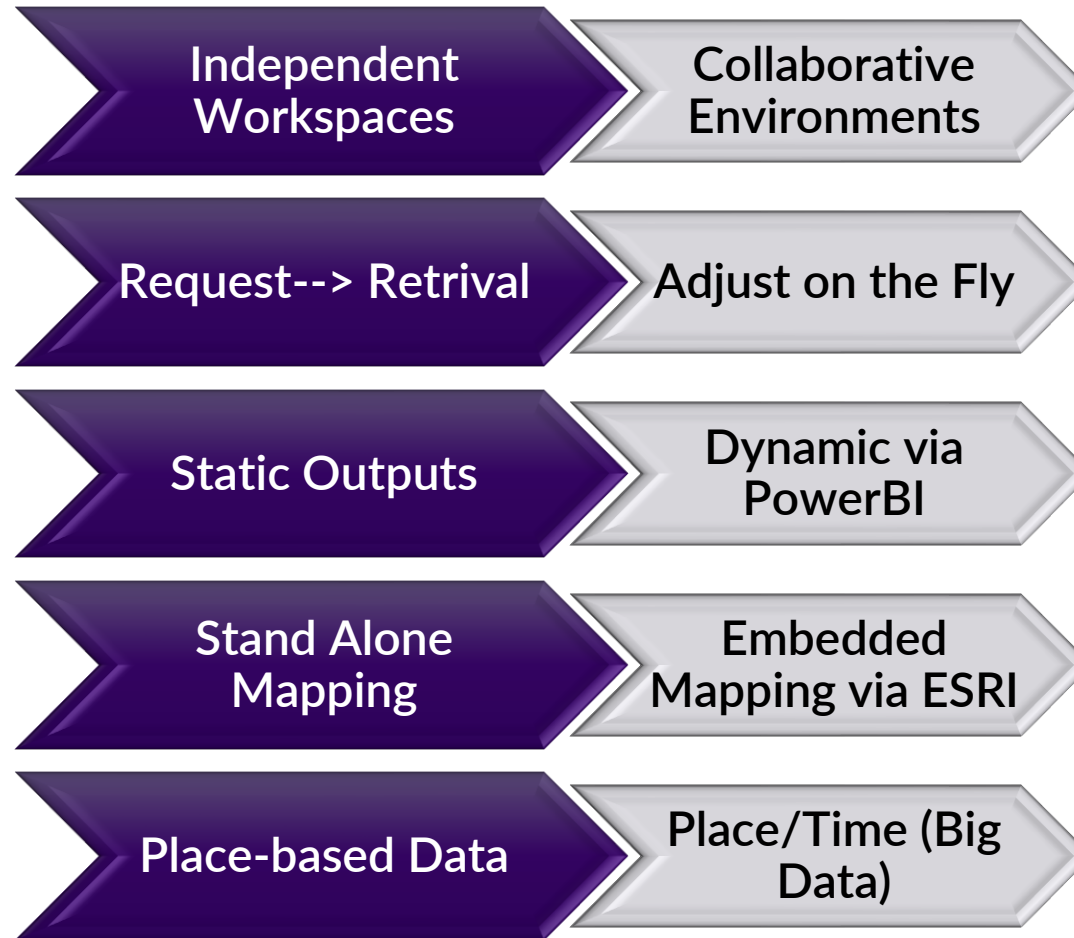 Independent
Workspaces
Collaborative
Environments
Request--> Retrival
Adjust on the Fly
Static Outputs
Dynamic via
PowerBI
Stand Alone
Mapping
Embedded
Mapping via ESRI
Place-based Data
Place/Time (Big
Data)